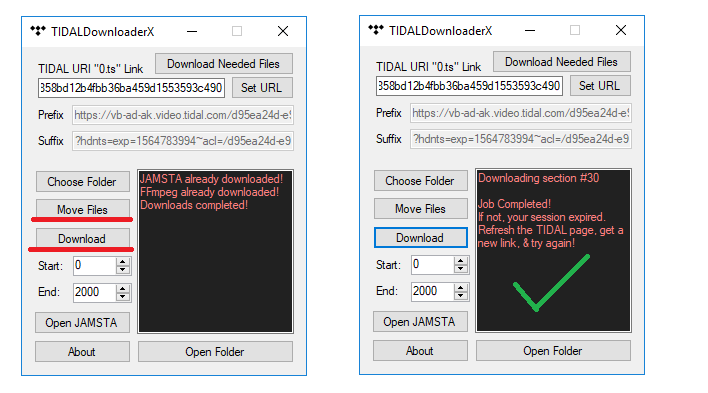 TIDALDownloaderX
TIDAL URI "0.ts" Link
Download Needed Files
358bd12b4fbb36ba459d1553593c490
Set URL
Prefix
https://vb-ad-ak.video.tidal.com/d95ea24d-e9
Suffix
?hdnts=exp=1564783994~acl=/d95ea24d-e9
Choose Folder
Move Files
Download
Start:
0
End:
2000
Open JAMSTA
About
JAMSTA already downloaded!
FFmpeg already downloaded!
Downloads completed!
Open Folder
TIDALDownloaderX
TIDAL URI "0.ts" Link
Download Needed Files
358bd12b4fbb36ba459d1553593c490
Set URL
Prefix
https://vb-ad-ak.video.tidal.com/d95ea24d-e9
Suffix
?hdnts=exp=1564783994~acl=/d95ea24d-e9
Choose Folder
Move Files
Download
Start:
0
End:
2000
Open JAMSTA
About
Downloading section #30
Job Completed!
If not, your session expired.
Refresh the TIDAL page, get a
new link, & try again!
Open Folder